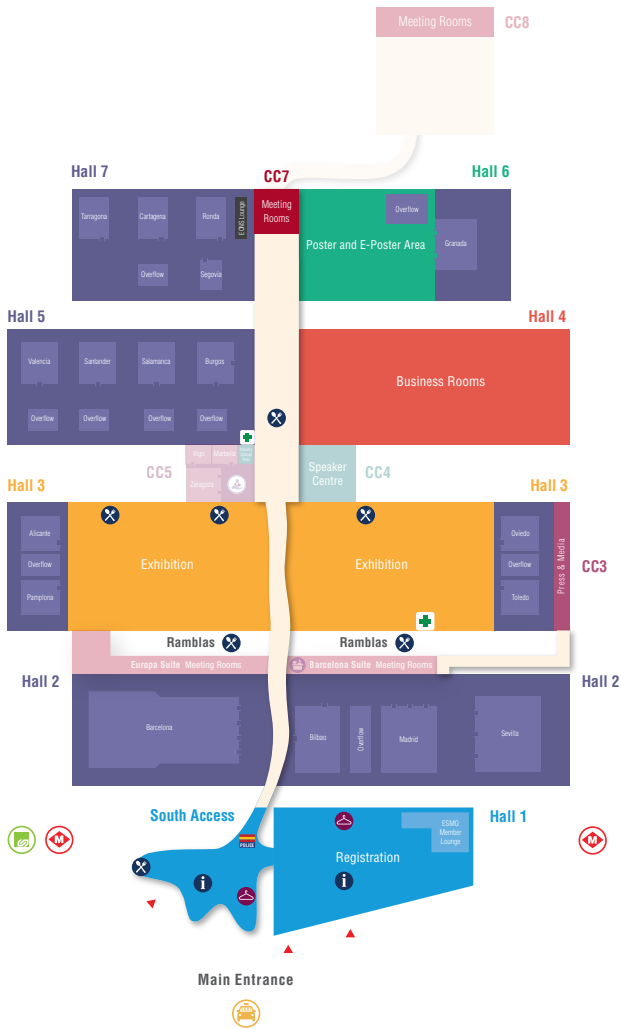 Meeting Rooms
CC8
Hall 7
CC7
Hall 6
Tarragona
Cartagena
Ronda
Meeting
Rooms
Overflow
Granada
Poster and E-Poster Area
Overflow
Segovia
Hall 5
Hall 4
Valencia
Santander
Salamanca
Burgos
Business Rooms
Overflow
Overflow
Overflow
Overflow
Vigo
Marbella
CC5
Zaragoza
Speaker
Centre
CC4
Hall 3
Hall 3
Alicante
Overflow
Pamplona
Exhibition
Exhibition
Oviedo
Overflow
Toledo
Press & Media
CC3
Ramblas
Ramblas
Europa Suite Meeting Rooms
Barcelona Suite Meeting Rooms
Hall 2
Hall 2
Barcelona
Bilbao
Overflow
Madrid
Sevilla
South Access
Hall 1
ESMO
Member
Lounge
POLICE
M
M
Registration
i
i
Main Entrance